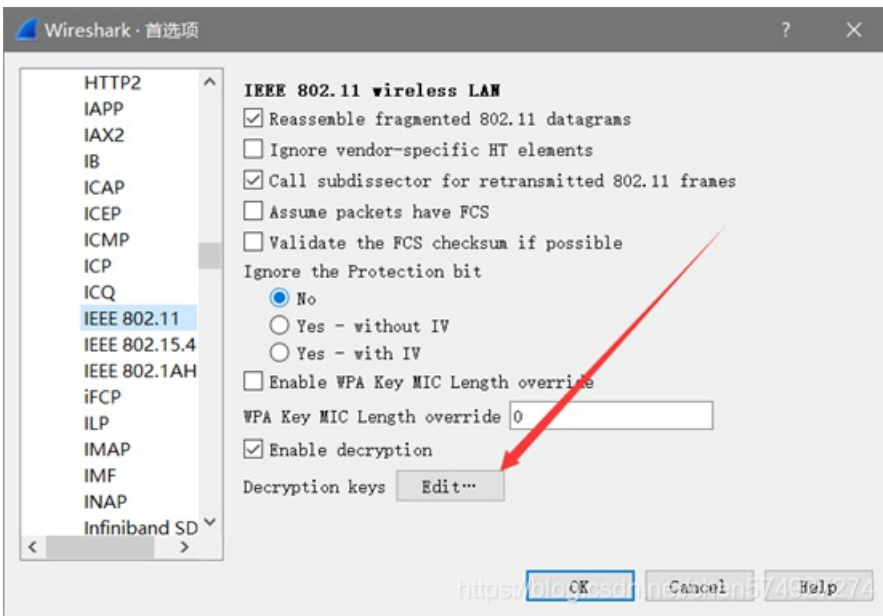 Wireshark · 首选项
HTTP2
IAPP
IAX2
IB
ICAP
ICEP
ICMP
ICP
ICQ
IEEE 802.11
IEEE 802.15.4
IEEE 802.1AH
iFCP
ILP
IMAP
IMF
INAP
Infiniband SD
IEEE 802.11 wireless LAN
Reassemble fragmented 802.11 datagrams
Ignore vendor-specific HT elements
Call subdissector for retransmitted 802.11 frames
Assume packets have FCS
Validate the FCS checksum if possible
Ignore the Protection bit
No
Yes - without IV
Yes - with IV
Enable WPA Key MIC Length override
WPA Key MIC Length override 0
Enable decryption
Decryption keys Edit…
OK Cancel Help